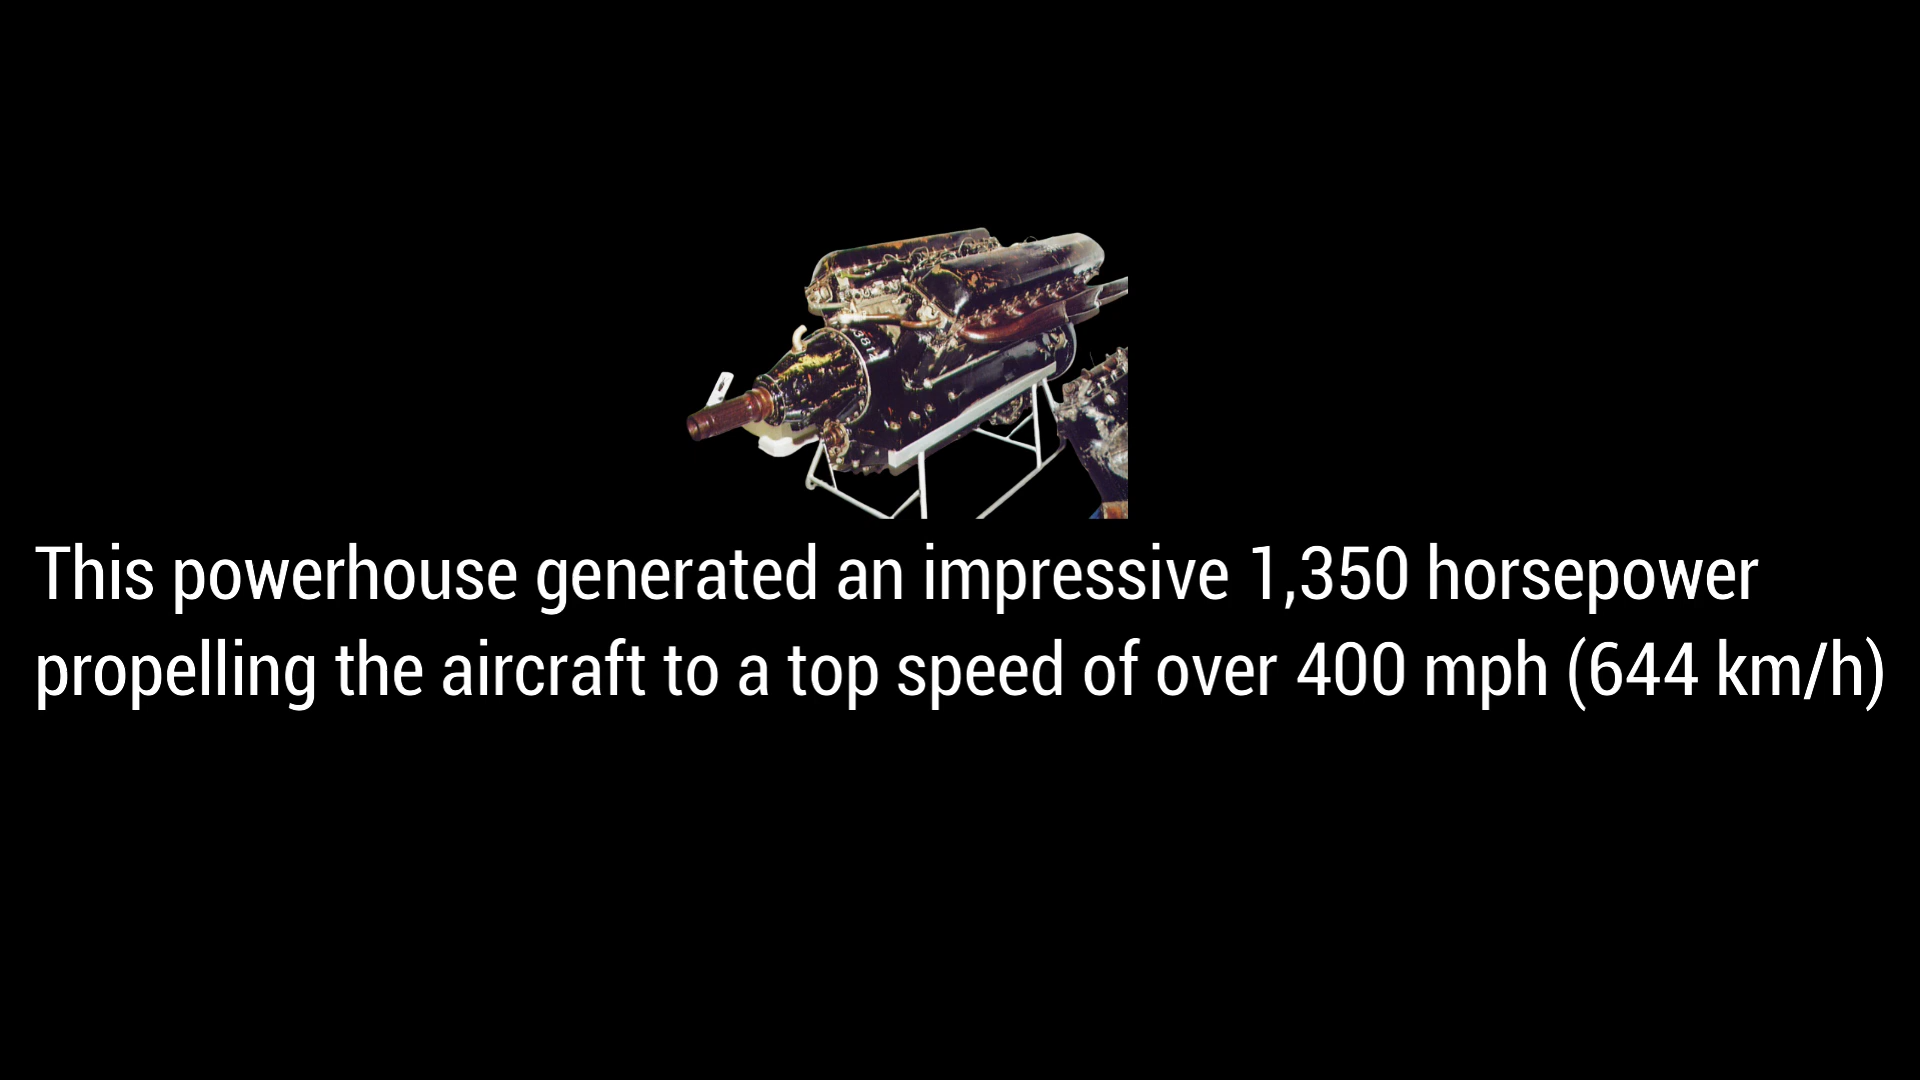 381
This powerhouse generated an impressive 1,350 horsepower
propelling the aircraft to a top speed of over 400 mph (644 km/h)